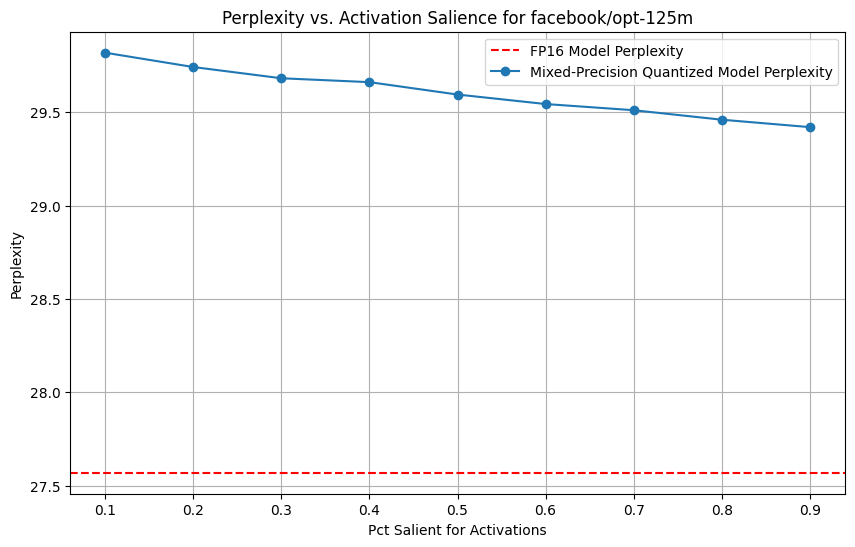 Perplexity vs. Activation Salience for facebook/opt-125m
FP16 Model Perplexity
Mixed-Precision Quantized Model Perplexity
Perplexity
29.5
29.0
28.5
28.0
27.5
0.1 0.2 0.3 0.4 0.5 0.6 0.7 0.8 0.9
Pct Salient for Activations